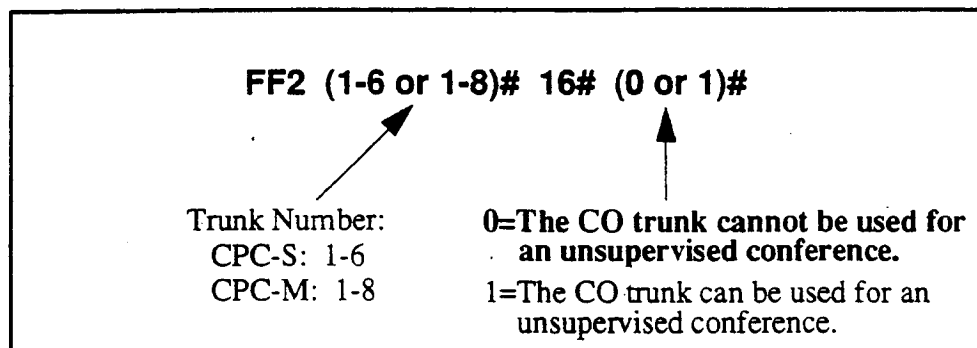 FF2 (1-6 or 1-8)# 16# (0 or 1)#
Trunk Number:
CPC-S: 1-6
CPC-M: 1-8
0=The CO trunk cannot be used for
an unsupervised conference.
1=The CO trunk can be used for an
unsupervised conference.